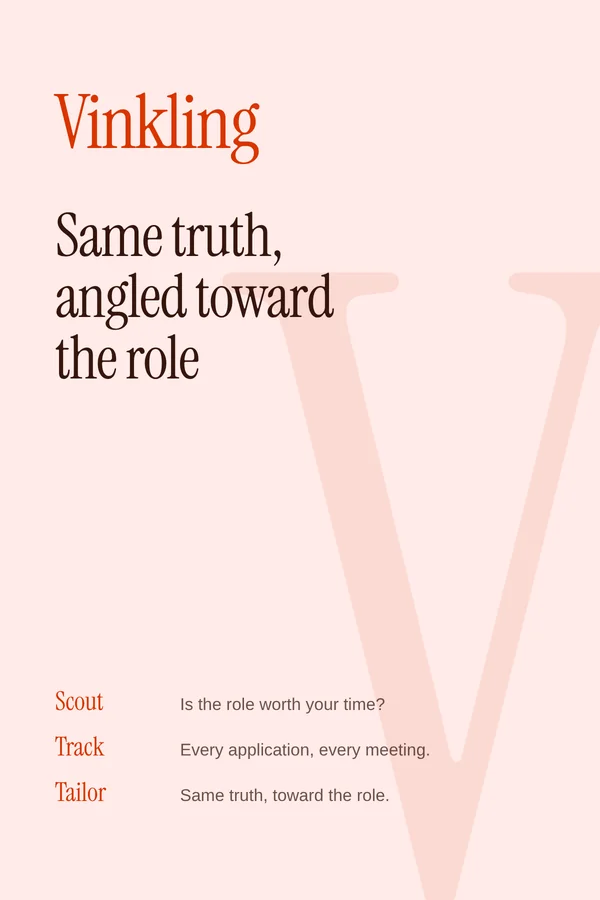 Vinkling
Same truth,
angled toward
the role
Scout Is the role worth your time?
Track Every application, every meeting.
Tailor Same truth, toward the role.
V